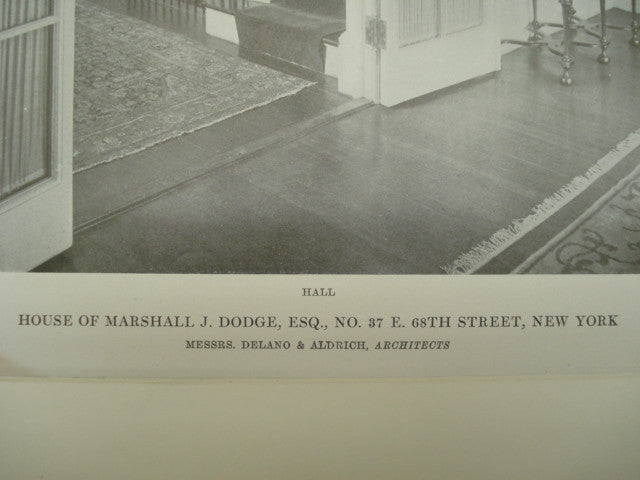 HALL
HOUSE OF MARSHALL J. DODGE, ESQ., NO. 37 E. 68TH STREET, NEW YORK
MESSRS. DELANO & ALDRICH, ARCHITECTS